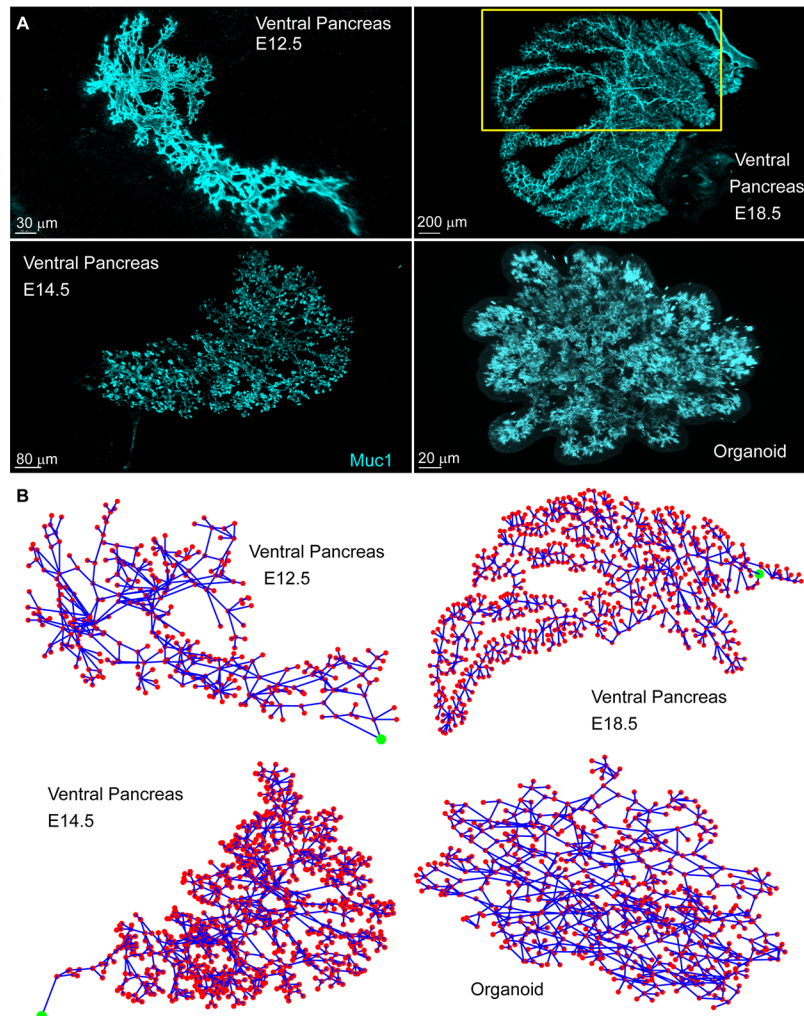 A
Ventral Pancreas
E12.5
30 μm
Ventral
Pancreas
E18.5
200 μm
Ventral Pancreas
E14.5
80 μm
Muc1
Organoid
20 μm
B
Ventral Pancreas
E12.5
Ventral Pancreas
E18.5
Ventral Pancreas
E14.5
Organoid